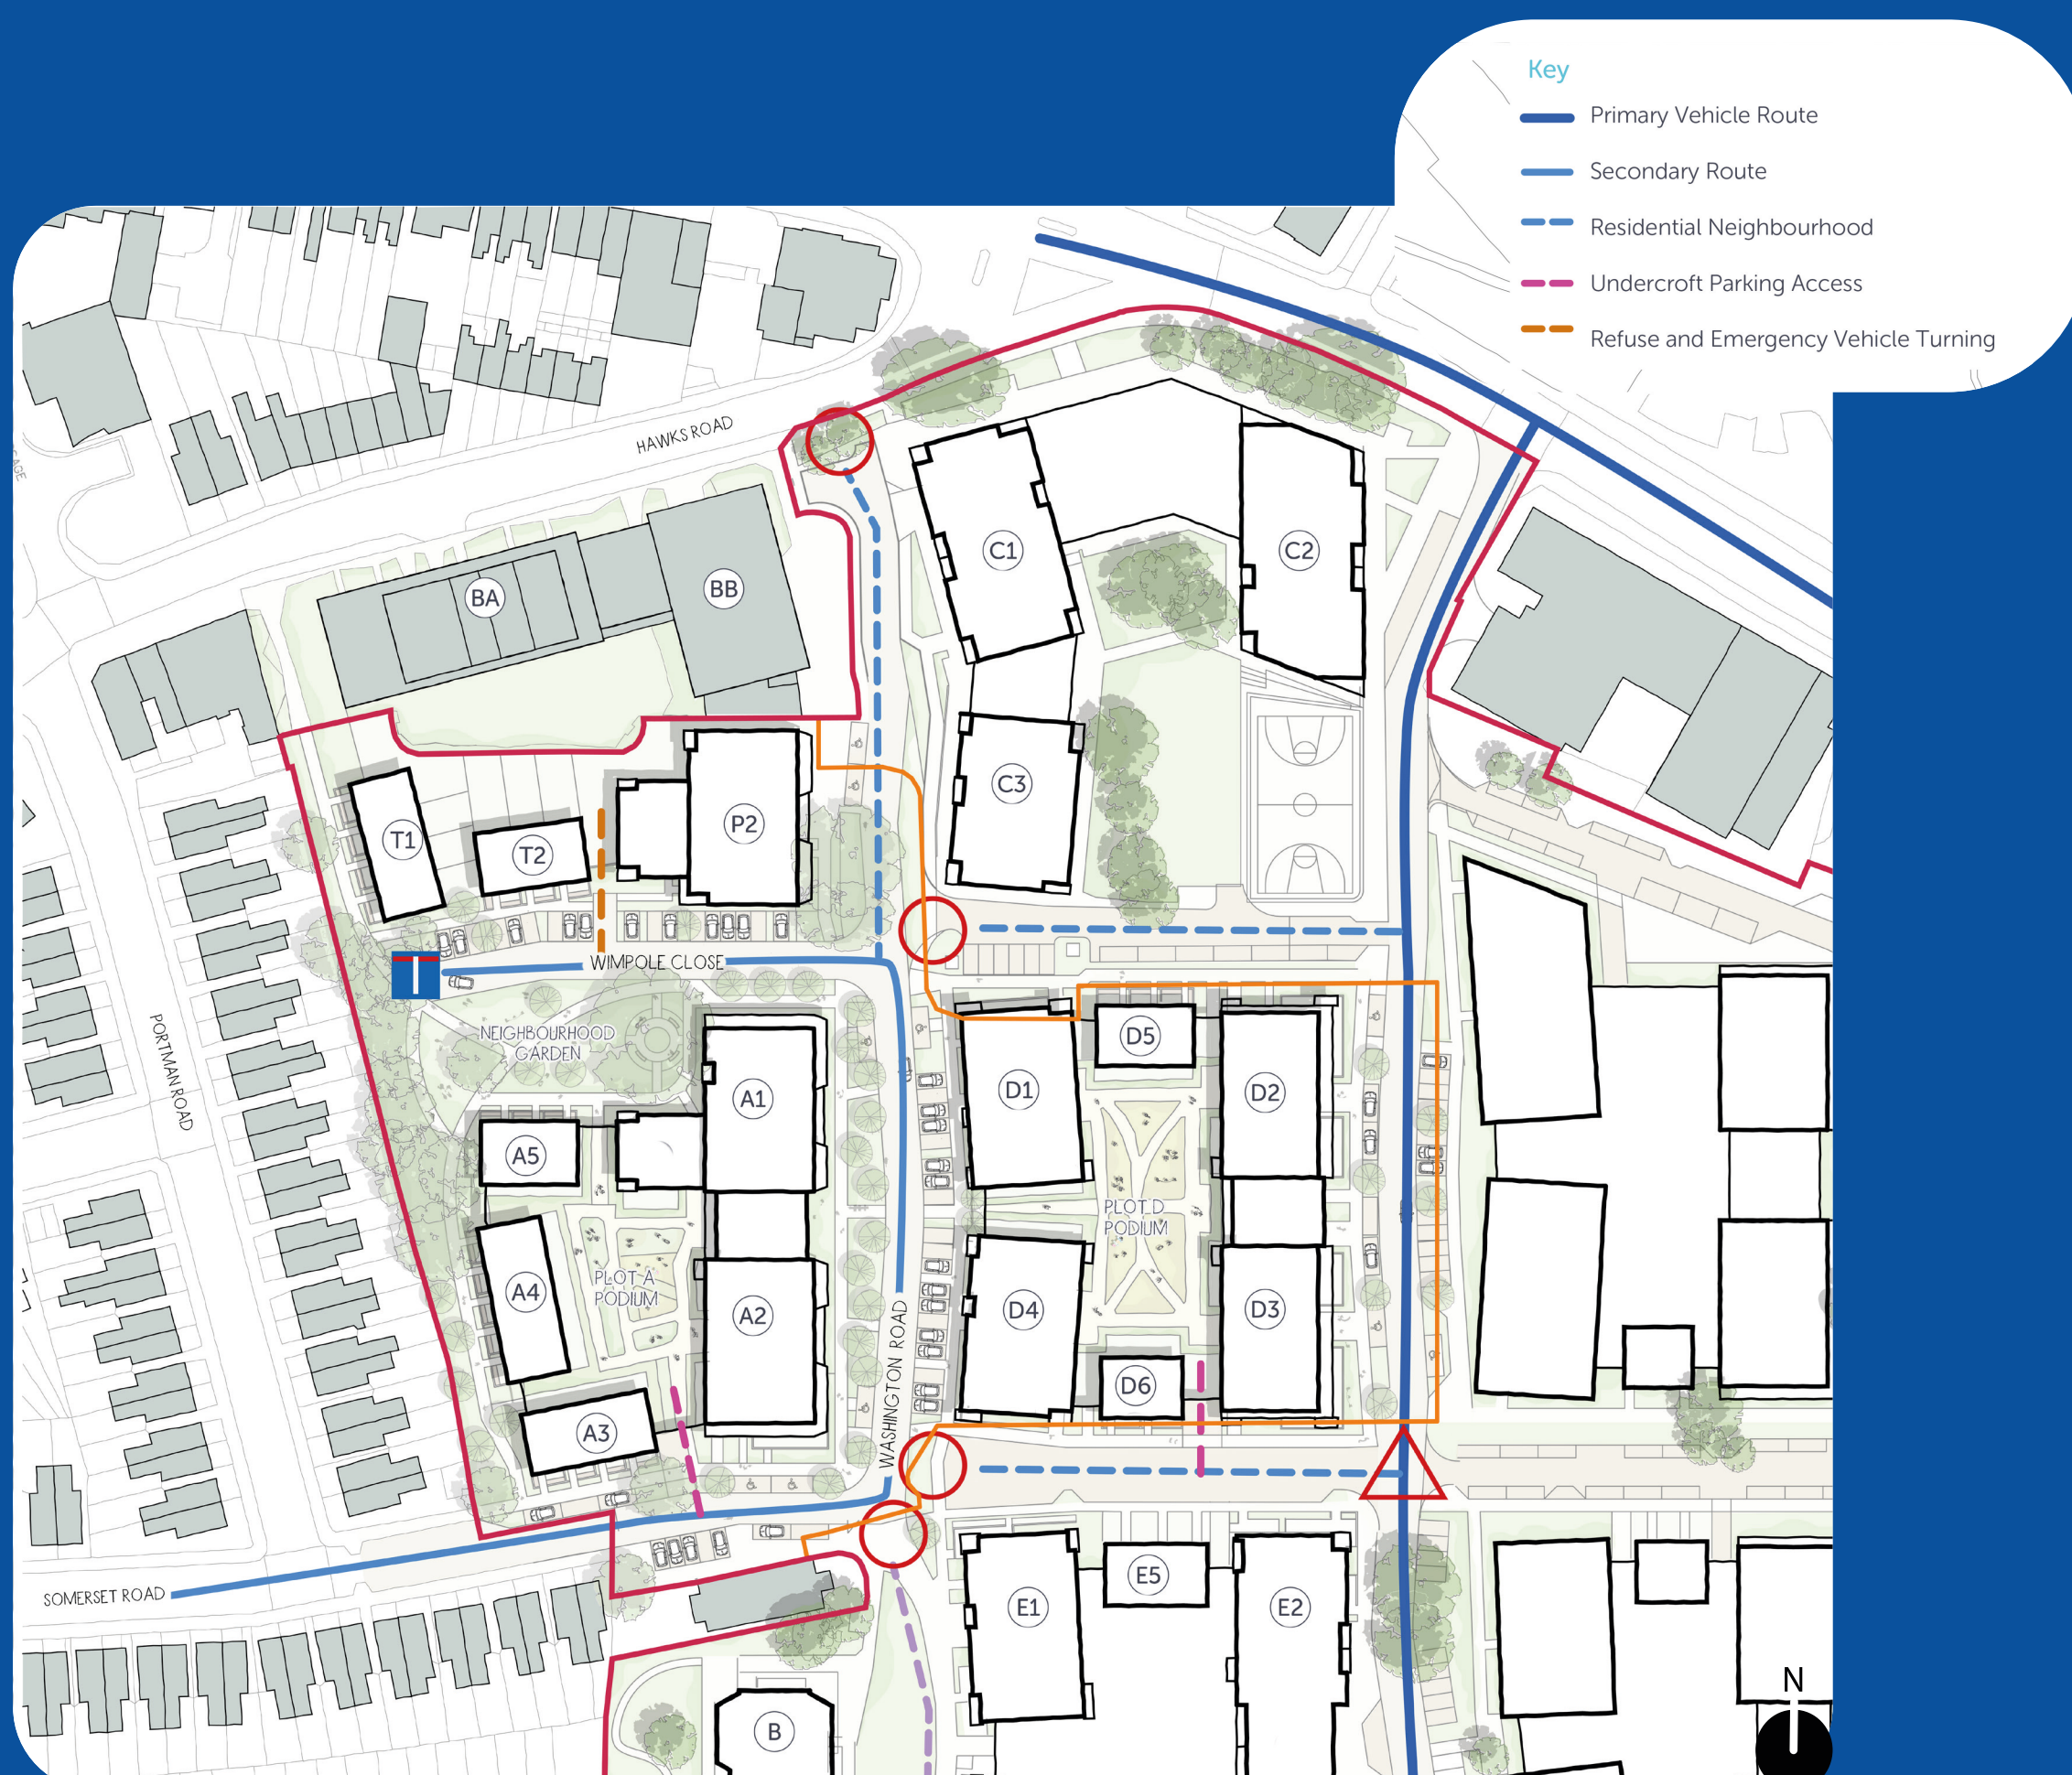 Key
Primary Vehicle Route
Secondary Route
Residential Neighbourhood
Undercroft Parking Access
Refuse and Emergency Vehicle Turning
HAWKS ROAD
C1
C2
BA
BB
C3
P2
T1
T2
WIMPOLE CLOSE
NEIGHBOURHOOD
GARDEN
PORTMAN ROAD
A1
D1
D5
D2
A5
PLOT D
PODIUM
A4
PLOT A
PODIUM
A2
D4
D3
WASHINGTON ROAD
D6
A3
SOMERSET ROAD
E1
E5
E2
B
N